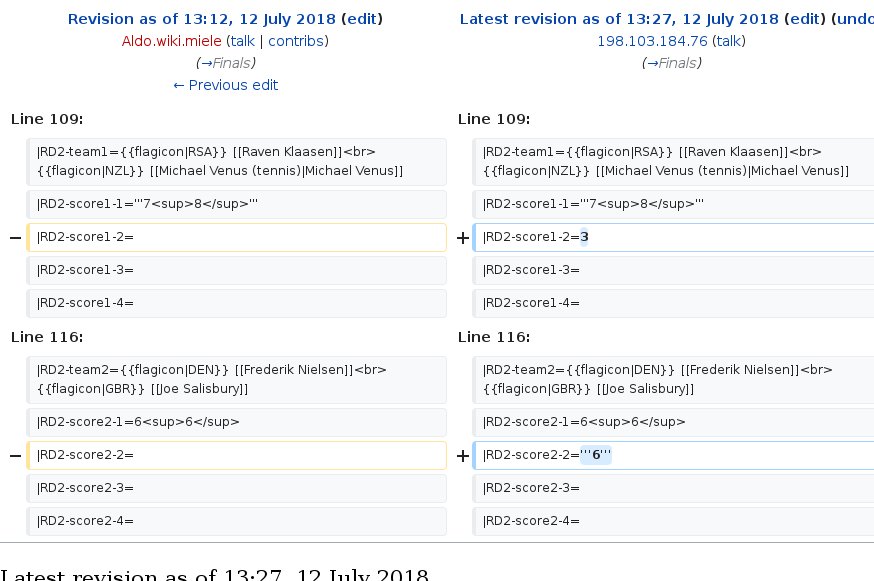 Revision as of 13:12, 12 July 2018 (edit)
Aldo.wiki.miele (talk | contribs)
(→Finals)
← Previous edit
Latest revision as of 13:27, 12 July 2018 (edit) (undo
198.103.184.76 (talk)
(→Finals)
Line 109:
Line 109:
|RD2-team1={{flagicon|RSA}} [[Raven Klaasen]]<br>
{{flagicon|NZL}} [[Michael Venus (tennis)|Michael Venus]]
|RD2-team1={{flagicon|RSA}} [[Raven Klaasen]]<br>
{{flagicon|NZL}} [[Michael Venus (tennis)|Michael Venus]]
|RD2-score1-1='''7<sup>8</sup>'''
|RD2-score1-1='''7<sup>8</sup>'''
− |RD2-score1-2=
+ |RD2-score1-2=3
|RD2-score1-3=
|RD2-score1-3=
|RD2-score1-4=
|RD2-score1-4=
Line 116:
Line 116:
|RD2-team2={{flagicon|DEN}} [[Frederik Nielsen]]<br>
{{flagicon|GBR}} [[Joe Salisbury]]
|RD2-team2={{flagicon|DEN}} [[Frederik Nielsen]]<br>
{{flagicon|GBR}} [[Joe Salisbury]]
|RD2-score2-1=6<sup>6</sup>
|RD2-score2-1=6<sup>6</sup>
− |RD2-score2-2=
+ |RD2-score2-2='''6'''
|RD2-score2-3=
|RD2-score2-3=
|RD2-score2-4=
|RD2-score2-4=
Latest revision as of 13:27, 12 July 2018